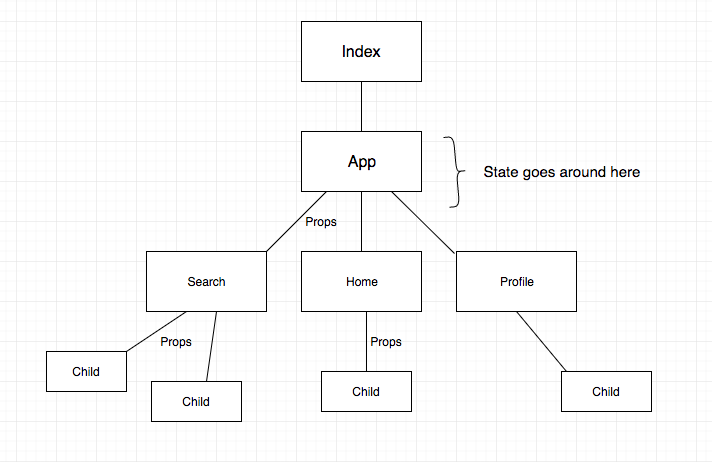 Index
App
State goes around here
Props
Search
Home
Profile
Props
Props
Child
Child
Child
Child